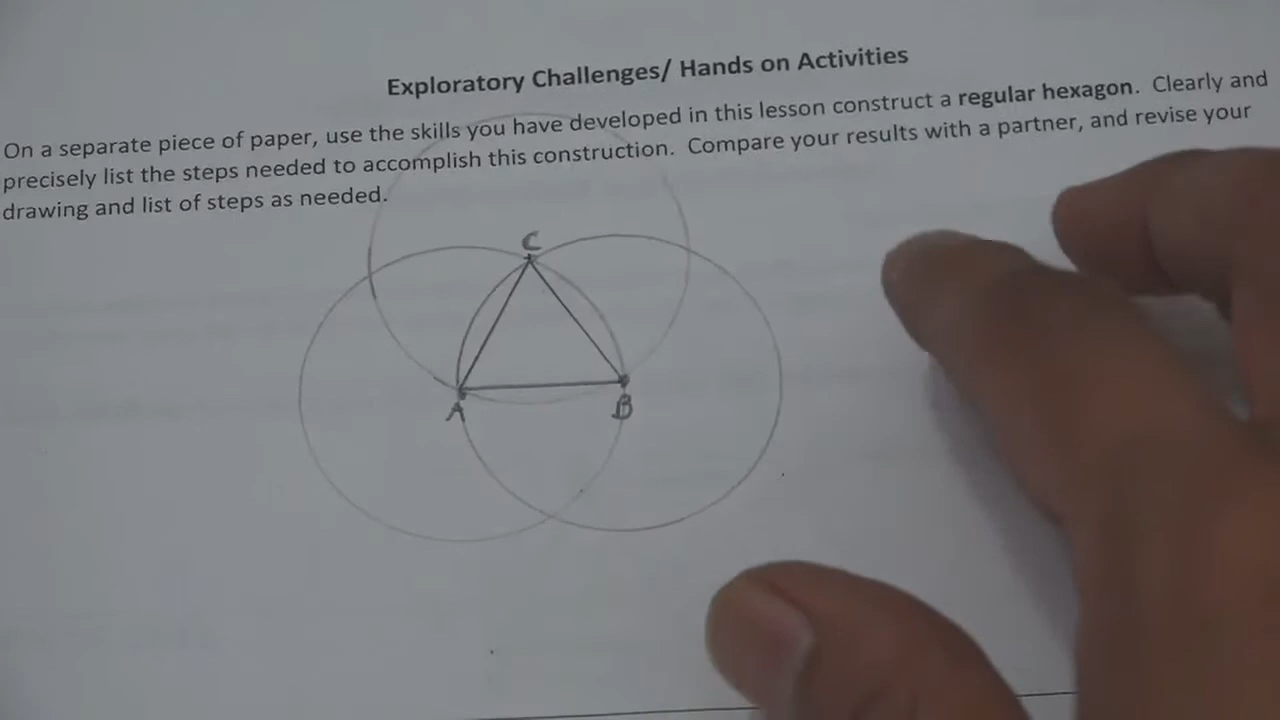 Exploratory Challenges/ Hands on Activities
On a separate piece of paper, use the skills you have developed in this lesson construct a regular hexagon. Clearly and
precisely list the steps needed to accomplish this construction. Compare your results with a partner, and revise your
drawing and list of steps as needed.
C
A
B